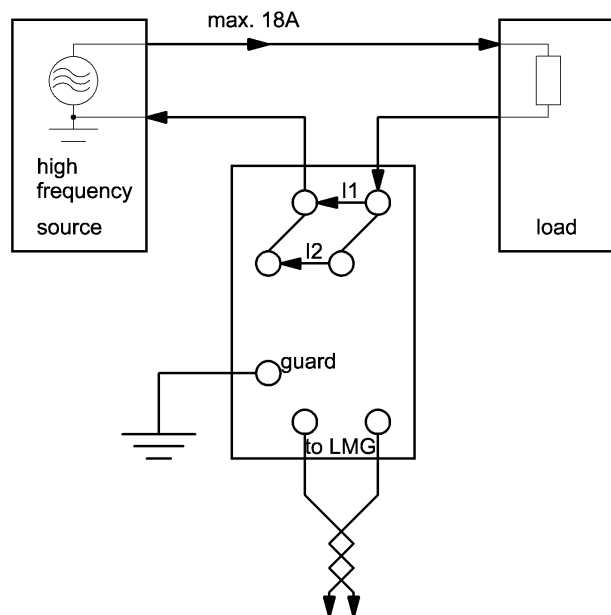 max. 18A
high
frequency
source
load
I1
I2
guard
to LMG